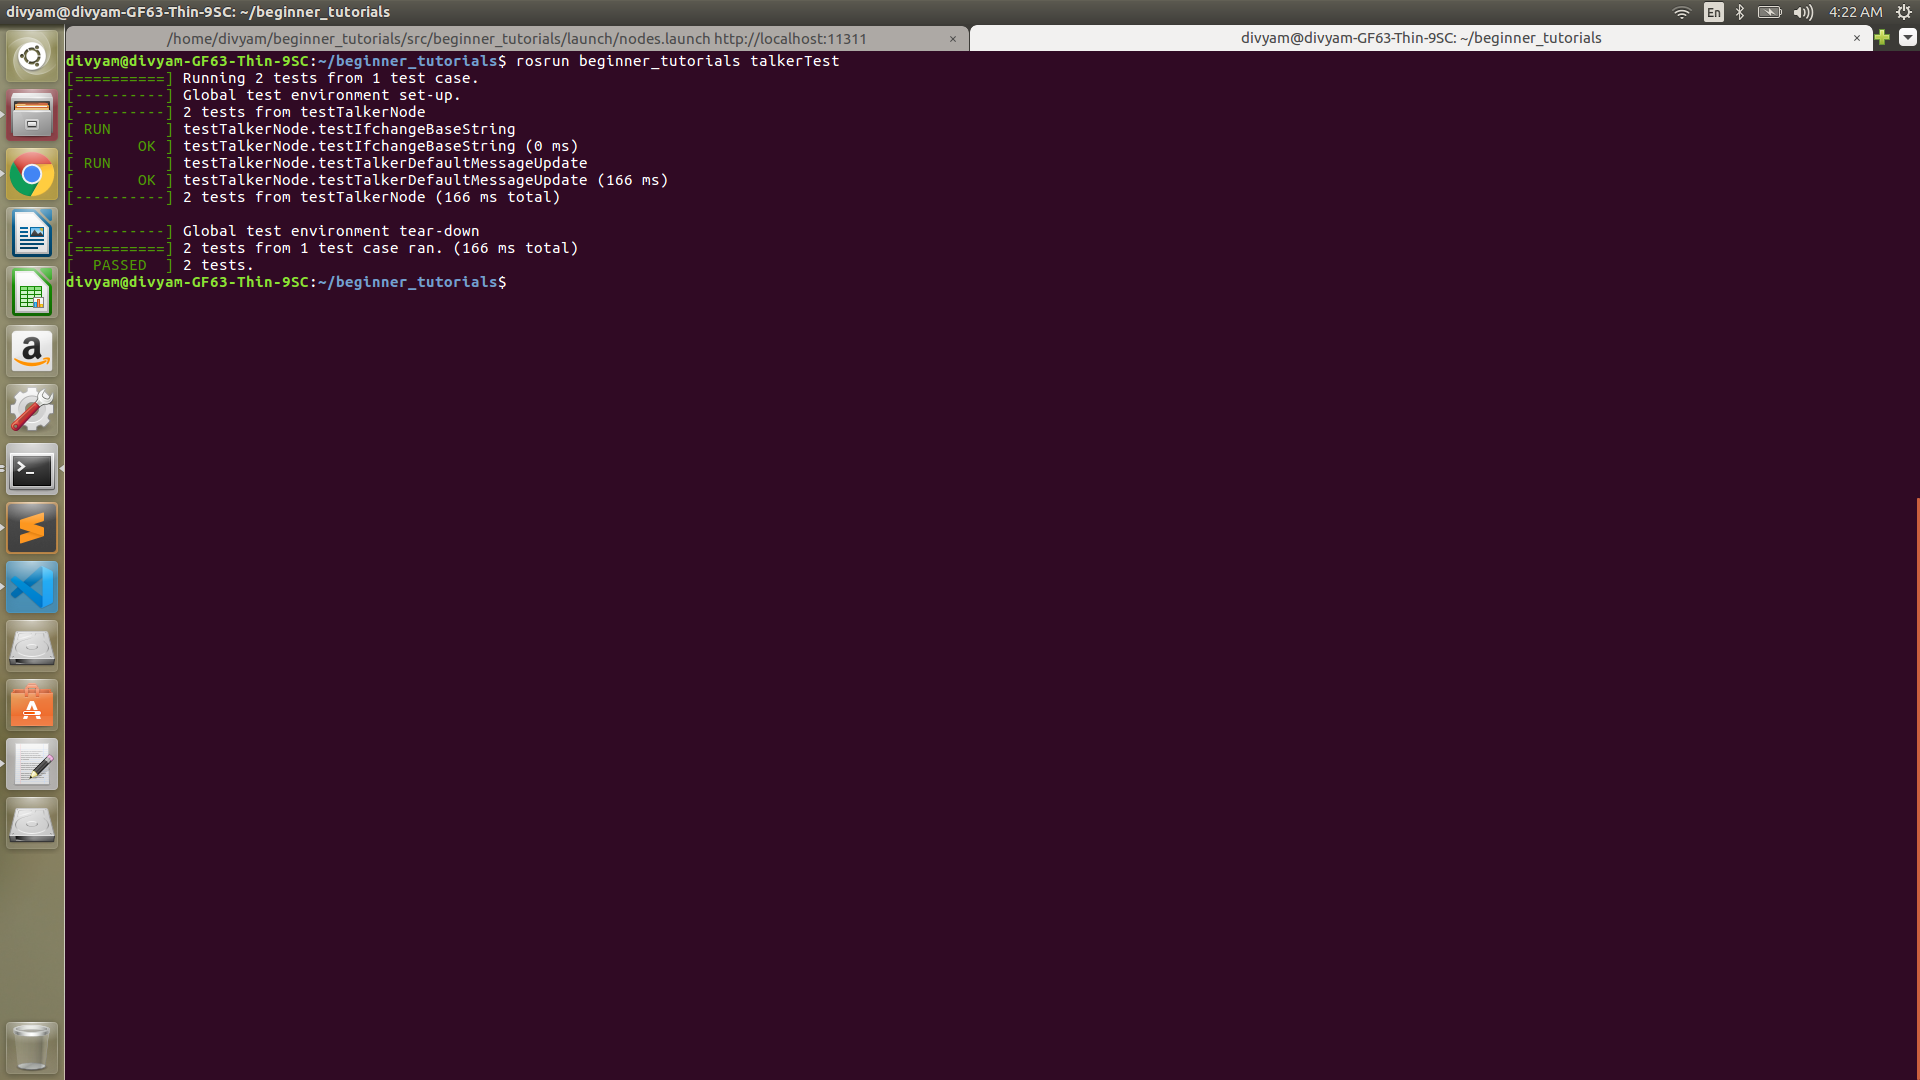 divyam@divyam-GF63-Thin-9SC: ~/beginner_tutorials
En
4:22 AM
/home/divyam/beginner_tutorials/src/beginner_tutorials/launch/nodes.launch http://localhost:11311 ×
divyam@divyam-GF63-Thin-9SC: ~/beginner_tutorials ×
divyam@divyam-GF63-Thin-9SC:~/beginner_tutorials$ rosrun beginner_tutorials talkerTest
[==========] Running 2 tests from 1 test case.
[----------] Global test environment set-up.
[----------] 2 tests from testTalkerNode
[ RUN      ] testTalkerNode.testIfchangeBaseString
[       OK ] testTalkerNode.testIfchangeBaseString (0 ms)
[ RUN      ] testTalkerNode.testTalkerDefaultMessageUpdate
[       OK ] testTalkerNode.testTalkerDefaultMessageUpdate (166 ms)
[----------] 2 tests from testTalkerNode (166 ms total)
[----------] Global test environment tear-down
[==========] 2 tests from 1 test case ran. (166 ms total)
[  PASSED  ] 2 tests.
divyam@divyam-GF63-Thin-9SC:~/beginner_tutorials$